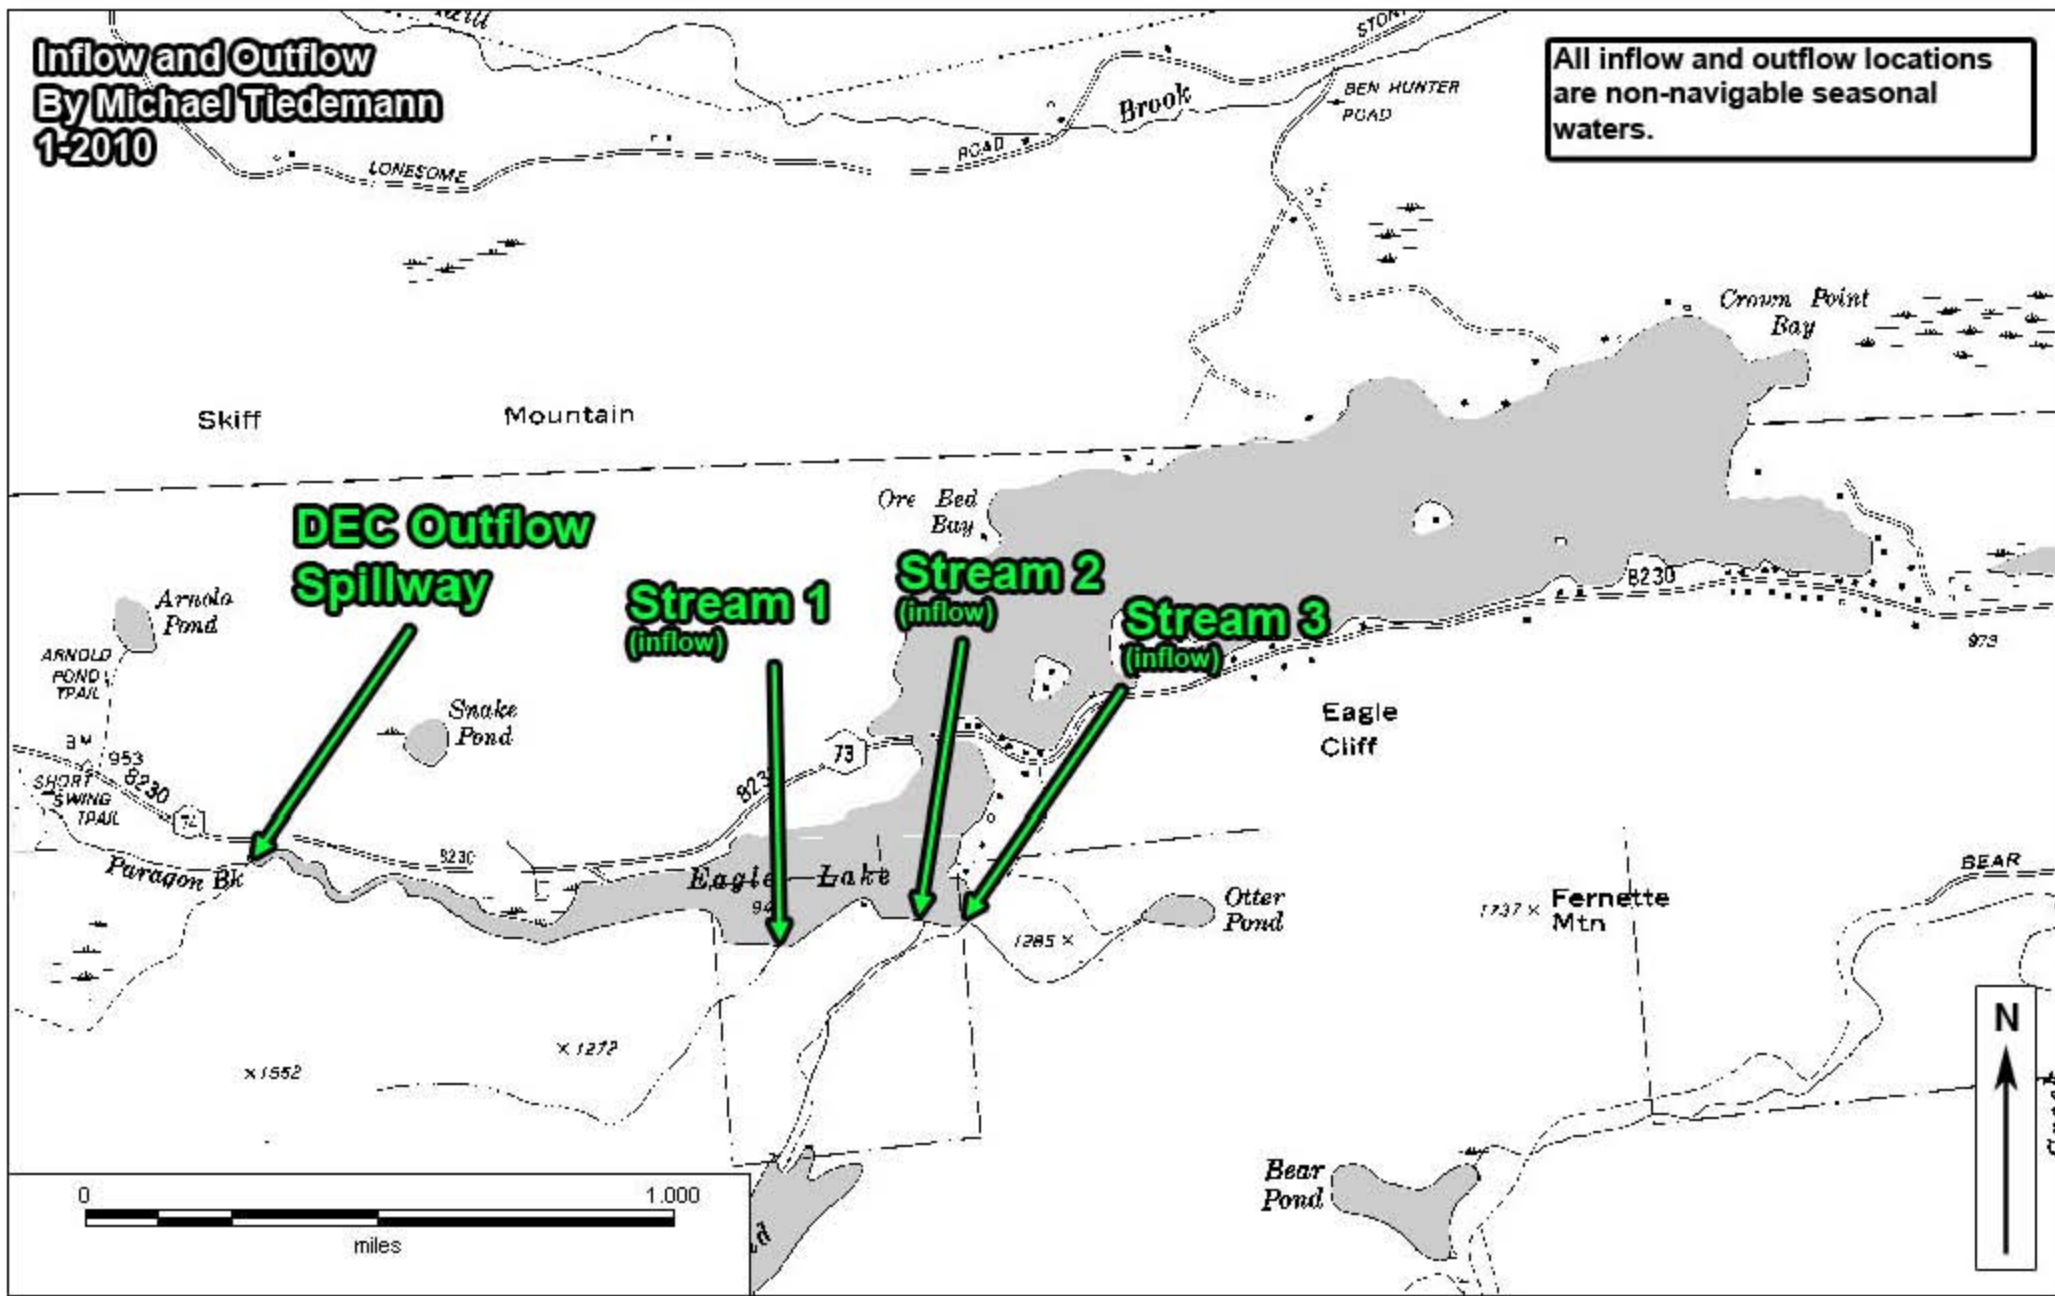 Inflow and Outflow
By Michael Tiedemann
1-2010
All inflow and outflow locations
are non-navigable seasonal
waters.
BEN HUNTER
ROAD
Brook
LONESOME
ROAD
Crown Point
Bay
Skiff
Mountain
Ore Bed
Bay
DEC Outflow
Spillway
Stream 1
(inflow)
Stream 2
(inflow)
Stream 3
(inflow)
8230
973
Arnold
Pond
ARNOLD
POND
TRAIL
Snake
Pond
Eagle
Cliff
73
BM
953
8230
SHORT
SWING
TRAIL
74
8230
Paragon Bk
Eagle Lake
Otter
Pond
1285
1737
Fernette
Mtn
BEAR
1272
1552
N
Bear
Pond
0
1.000
miles